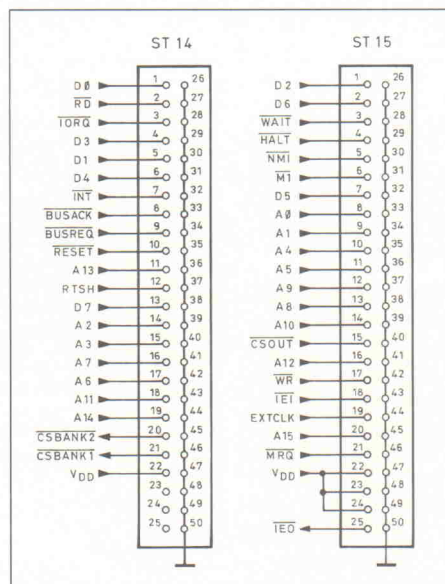 ST 14
DØ 1 26
RD 2 27
IORQ 3 28
D3 4 29
D1 5 30
D4 6 31
INT 7 32
BUSACK 8 33
BUSREQ 9 34
RESET 10 35
A13 11 36
RTSH 12 37
D7 13 38
A2 14 39
A3 15 40
A7 16 41
A6 17 42
A11 18 43
A14 19 44
CSBANK2 20 45
CSBANK1 21 46
VDD 22 47
23 48
24 49
25 50
ST 15
D2 1 26
D6 2 27
WAIT 3 28
HALT 4 29
NMI 5 30
M1 6 31
D5 7 32
AØ 8 33
A1 9 34
A4 10 35
A5 11 36
A9 12 37
A8 13 38
A10 14 39
CSOUT 15 40
A12 16 41
WR 17 42
IEI 18 43
EXTCLK 19 44
A15 20 45
MRQ 21 46
VDD 22 47
23 48
24 49
IEO 25 50